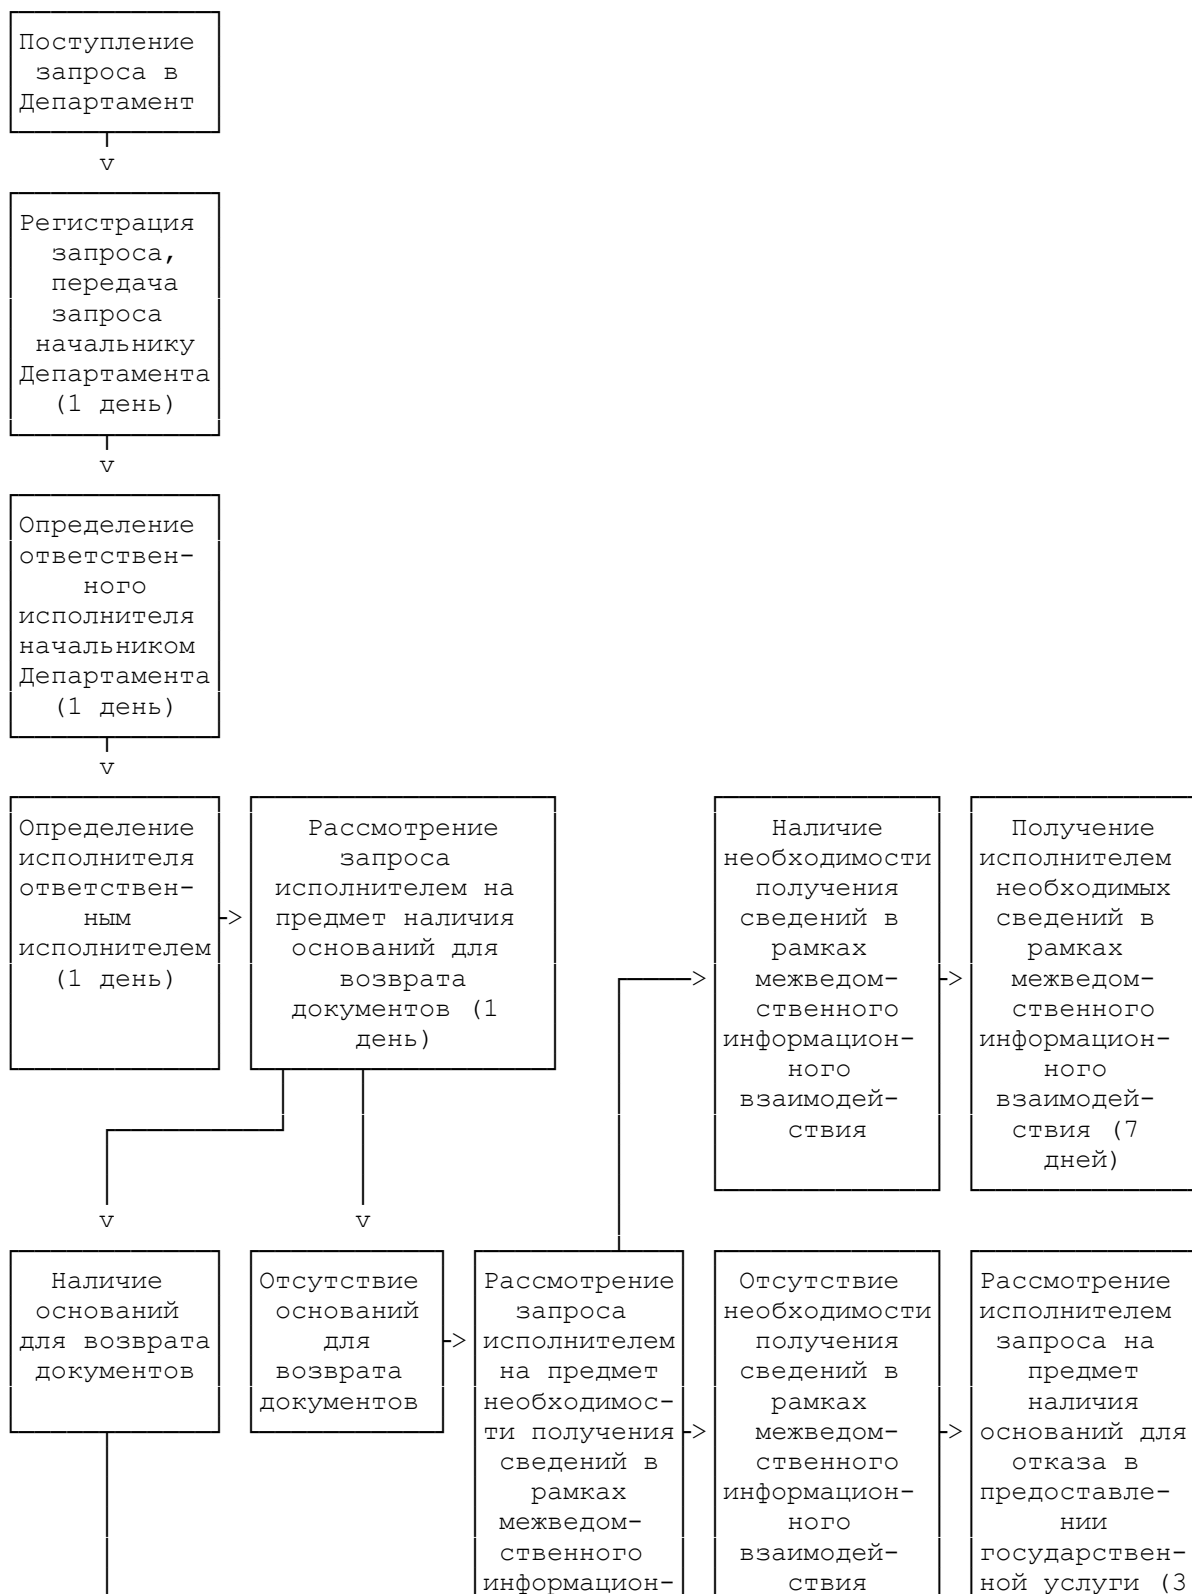 Поступление
запроса в
Департамент
v
Регистрация
запроса,
передача
запроса
начальнику
Департамента
(1 день)
v
Определение
ответствен-
ного
исполнителя
начальником
Департамента
(1 день)
v
Определение
исполнителя
ответствен-
ным
исполнителем
(1 день)
->
Рассмотрение
запроса
исполнителем на
предмет наличия
оснований для
возврата
документов (1
день)
>
Наличие
необходимости
получения
сведений в
рамках
межведом-
ственного
информацион-
ного
взаимодей-
ствия
->
Получение
исполнителем
необходимых
сведений в
рамках
межведом-
ственного
информацион-
ного
взаимодей-
ствия (7
дней)
v
v
Наличие
оснований
для возврата
документов
Отсутствие
оснований
для
возврата
документов
->
Рассмотрение
запроса
исполнителем
на предмет
необходимос-
ти получения
сведений в
рамках
межведом-
ственного
информацион-
->
Отсутствие
необходимости
получения
сведений в
рамках
межведом-
ственного
информацион-
ного
взаимодей-
ствия
->
Рассмотрение
исполнителем
запроса на
предмет
наличия
оснований для
отказа в
предоставле-
нии
государствен-
ной услуги (3